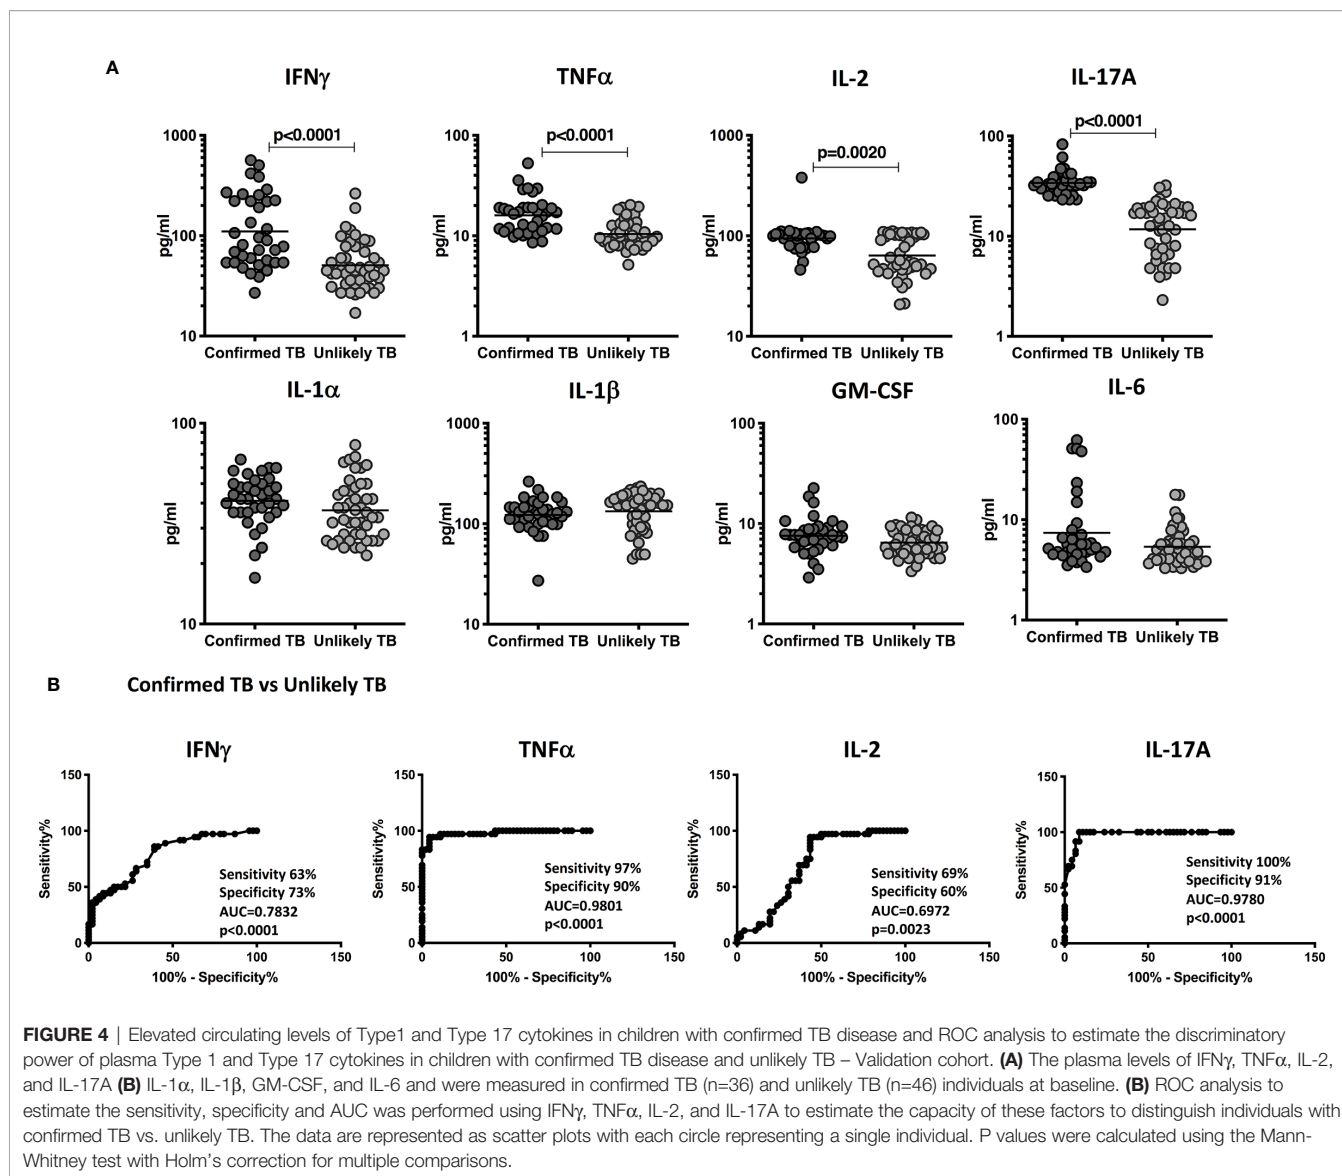 A
IFNγ
TNFα
IL-2
IL-17A
p<0.0001
p<0.0001
p=0.0020
p<0.0001
1000
100
10
pg/ml
Confirmed TB Unlikely TB
100
10
1
pg/ml
Confirmed TB Unlikely TB
1000
100
10
pg/ml
Confirmed TB Unlikely TB
100
10
1
pg/ml
Confirmed TB Unlikely TB
IL-1α
IL-1β
GM-CSF
IL-6
100
10
pg/ml
Confirmed TB Unlikely TB
1000
100
10
pg/ml
Confirmed TB Unlikely TB
100
10
1
pg/ml
Confirmed TB Unlikely TB
100
10
1
pg/ml
Confirmed TB Unlikely TB
B Confirmed TB vs Unlikely TB
IFNγ
150
100
50
0
Sensitivity%
Sensitivity 63%
Specificity 73%
AUC=0.7832
p<0.0001
0 50 100 150
100% - Specificity%
TNFα
150
100
50
0
Sensitivity%
Sensitivity 97%
Specificity 90%
AUC=0.9801
p<0.0001
0 50 100 150
100% - Specificity%
IL-2
150
100
50
0
Sensitivity%
Sensitivity 69%
Specificity 60%
AUC=0.6972
p=0.0023
0 50 100 150
100% - Specificity%
IL-17A
150
100
50
0
Sensitivity%
Sensitivity 100%
Specificity 91%
AUC=0.9780
p<0.0001
0 50 100 150
100% - Specificity%
FIGURE 4 | Elevated circulating levels of Type1 and Type 17 cytokines in children with confirmed TB disease and ROC analysis to estimate the discriminatory
power of plasma Type 1 and Type 17 cytokines in children with confirmed TB disease and unlikely TB – Validation cohort. (A) The plasma levels of IFNγ, TNFα, IL-2,
and IL-17A (B) IL-1α, IL-1β, GM-CSF, and IL-6 and were measured in confirmed TB (n=36) and unlikely TB (n=46) individuals at baseline. (B) ROC analysis to
estimate the sensitivity, specificity and AUC was performed using IFNγ, TNFα, IL-2, and IL-17A to estimate the capacity of these factors to distinguish individuals with
confirmed TB vs. unlikely TB. The data are represented as scatter plots with each circle representing a single individual. P values were calculated using the Mann-
Whitney test with Holm's correction for multiple comparisons.